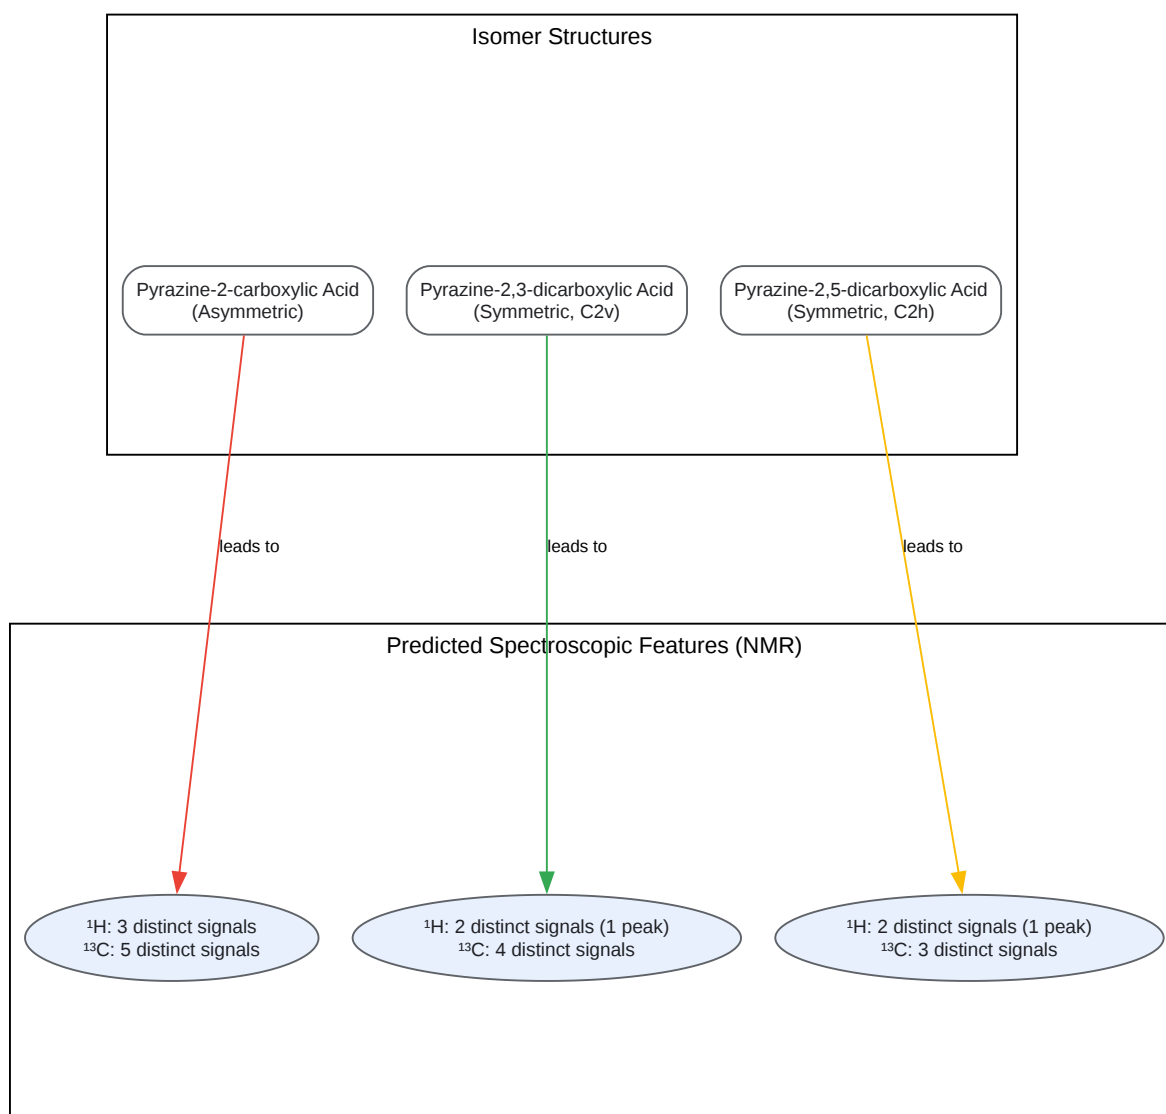 Isomer Structures
Pyrazine-2-carboxylic Acid
(Asymmetric)
Pyrazine-2,3-dicarboxylic Acid
(Symmetric, C2v)
Pyrazine-2,5-dicarboxylic Acid
(Symmetric, C2h)
leads to
leads to
leads to
Predicted Spectroscopic Features (NMR)
¹H: 3 distinct signals
¹³C: 5 distinct signals
¹H: 2 distinct signals (1 peak)
¹³C: 4 distinct signals
¹H: 2 distinct signals (1 peak)
¹³C: 3 distinct signals